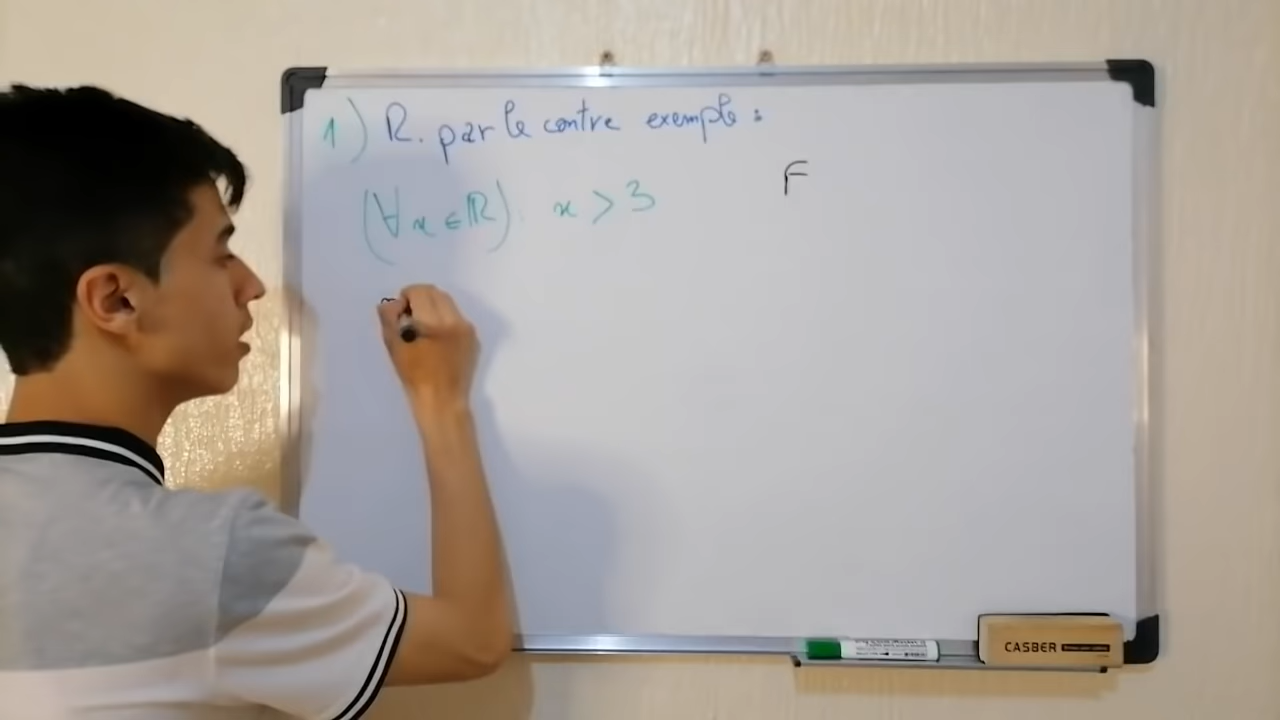 1) R. par le contre exemple :
F
(∀x∈ℝ). x > 3
CASBER